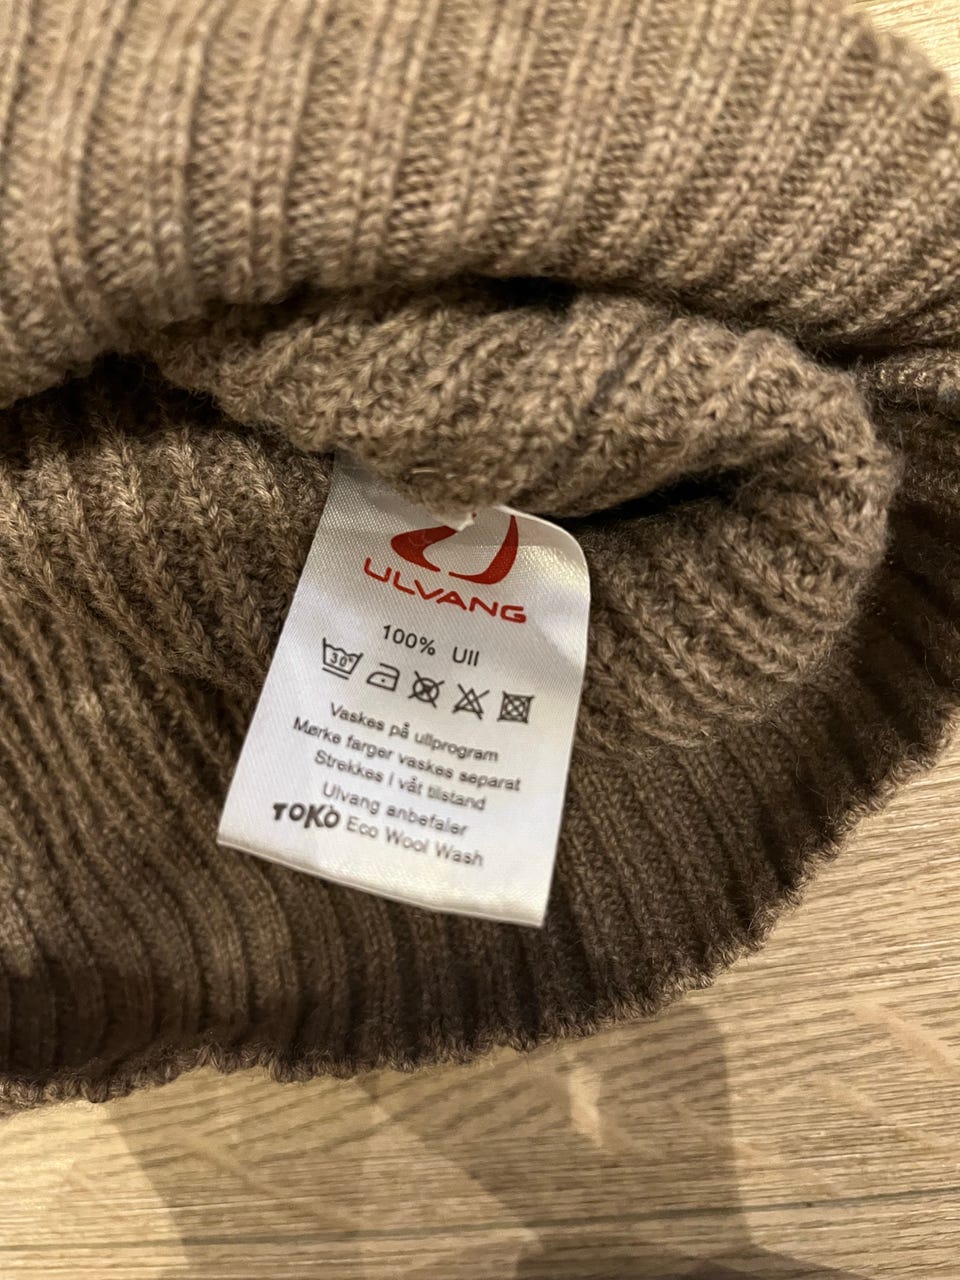 ULVANG
100% Ull
30°
Vaskes på ullprogram
Mørke farger vaskes separat
Strekkes I våt tilstand
Ulvang anbefaler
TOKO Eco Wool Wash